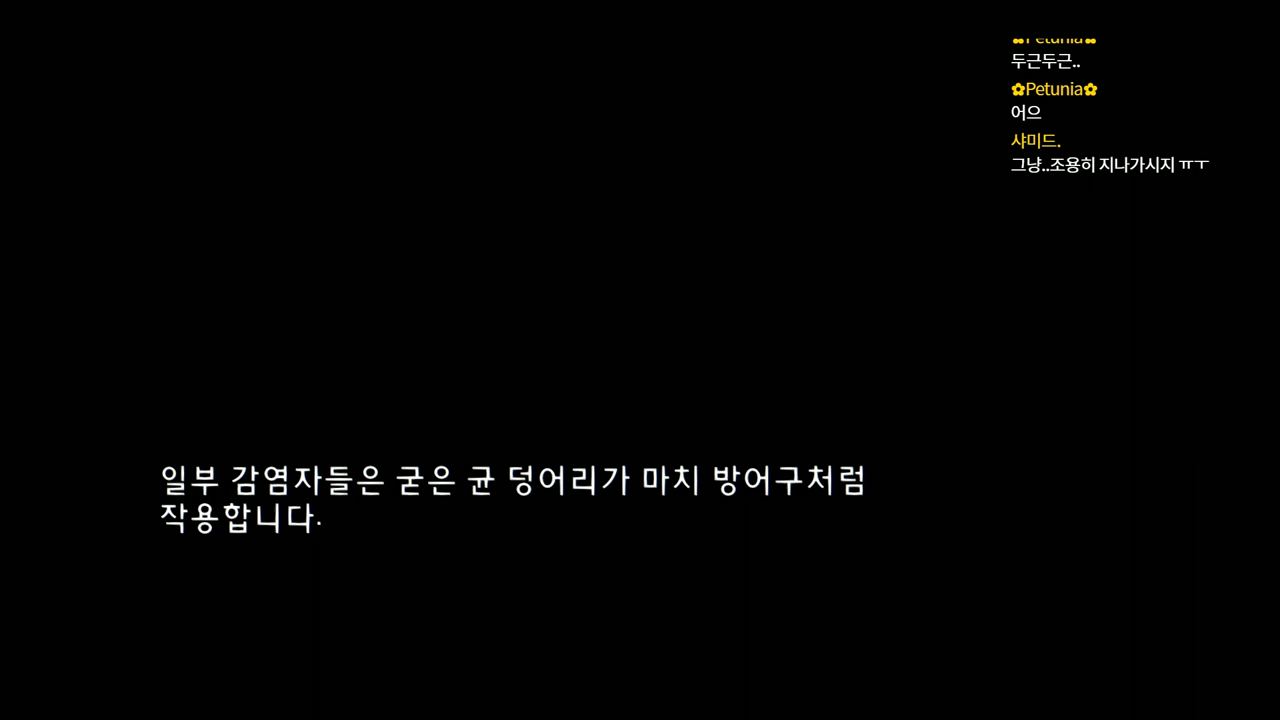 ✿Petunia✿
두근두근..
✿Petunia✿
어으
샤미드.
그냥..조용히 지나가시지 ㅠㅜ
일부 감염자들은 굳은 균 덩어리가 마치 방어구처럼
작용합니다.